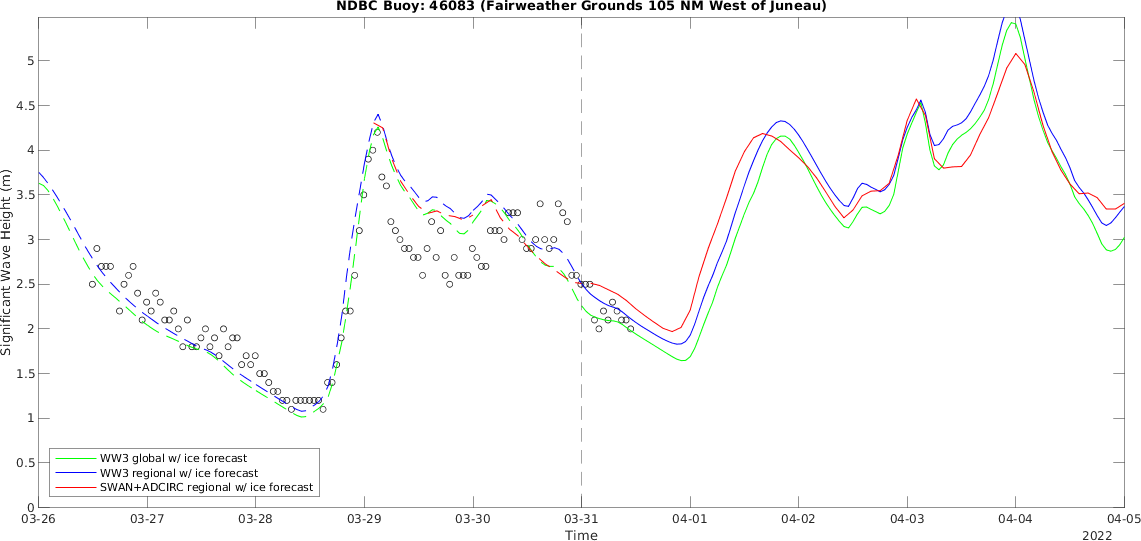 NDBC Buoy: 46083 (Fairweather Grounds 105 NM West of Juneau)
Significant Wave Height (m)
5
4.5
4
3.5
3
2.5
2
1.5
1
0.5
0
WW3 global w/ ice forecast
WW3 regional w/ ice forecast
SWAN+ADCIRC regional w/ ice forecast
03-26 03-27 03-28 03-29 03-30 03-31 04-01 04-02 04-03 04-04 04-05
Time
2022